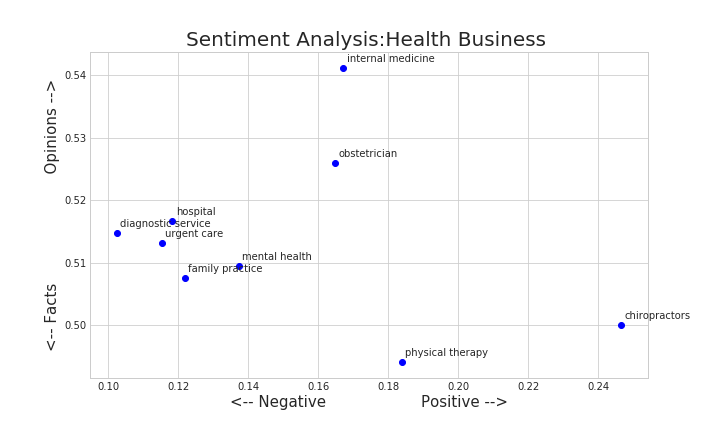 Sentiment Analysis:Health Business
internal medicine
0.54
Opinions -->
0.53
obstetrician
0.52
hospital
diagnostic service
urgent care
0.51
mental health
family practice
<-- Facts
0.50
chiropractors
physical therapy
0.10 0.12 0.14 0.16 0.18 0.20 0.22 0.24
<-- Negative Positive -->